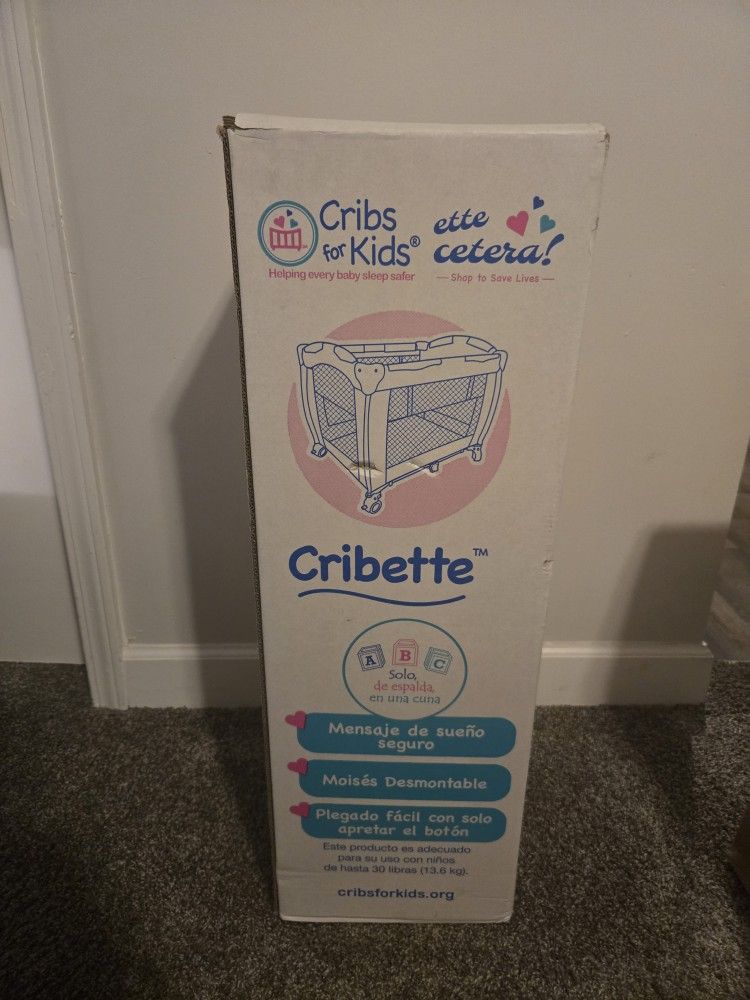 Cribs
for Kids®
Helping every baby sleep safer
ette
cetera!
— Shop to Save Lives —
Cribette™
A B C
Solo,
de espalda,
en una cuna
Mensaje de sueño
seguro
Moisés Desmontable
Plegado fácil con solo
apretar el botón
Este producto es adecuado
para su uso con niños
de hasta 30 libras (13.6 kg).
cribsforkids.org